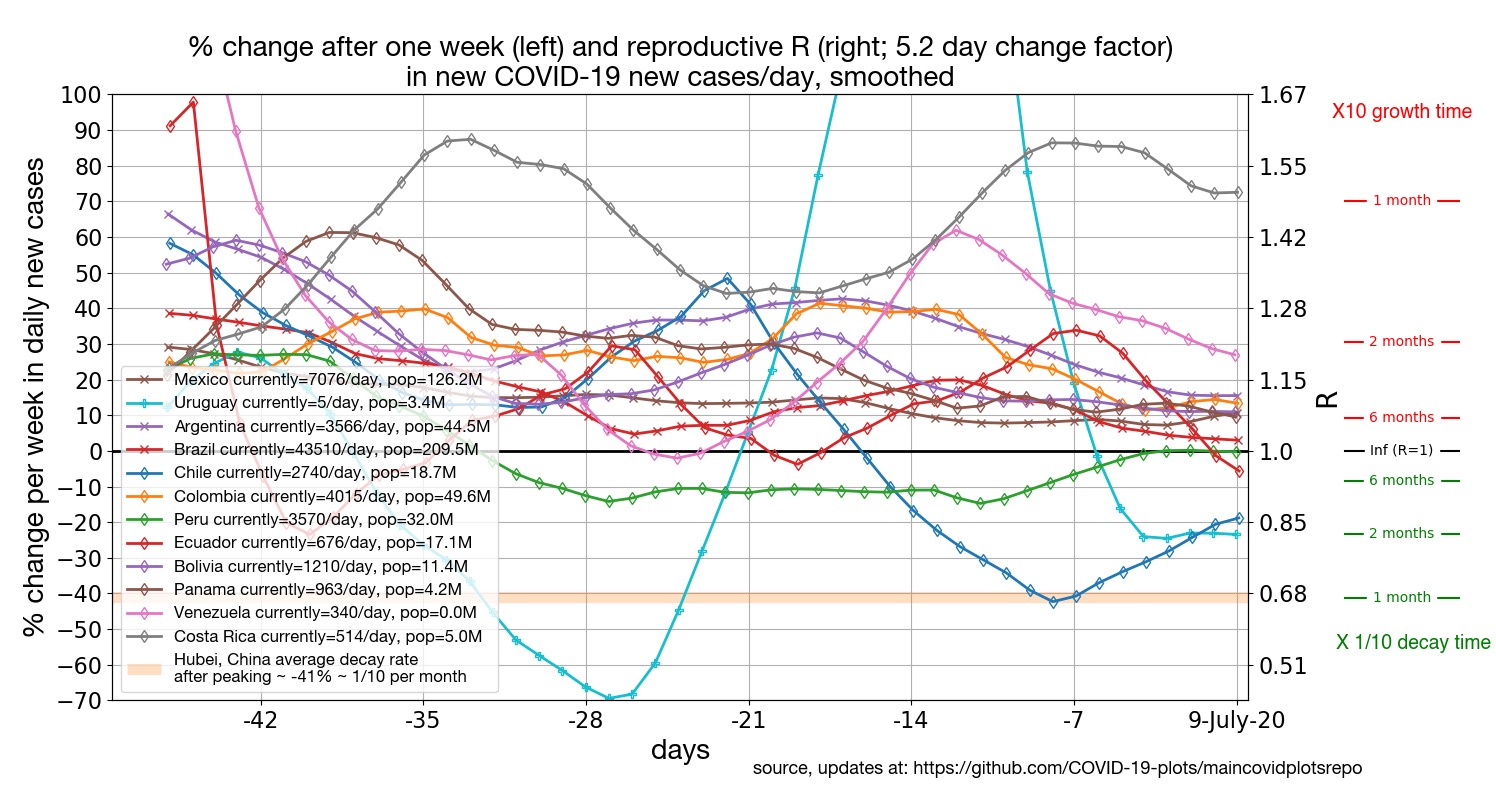 % change after one week (left) and reproductive R (right; 5.2 day change factor)
in new COVID-19 new cases/day, smoothed
% change per week in daily new cases
100
90
80
70
60
50
40
30
20
10
0
−10
−20
−30
−40
−50
−60
−70
Mexico currently=7076/day, pop=126.2M
Uruguay currently=5/day, pop=3.4M
Argentina currently=3566/day, pop=44.5M
Brazil currently=43510/day, pop=209.5M
Chile currently=2740/day, pop=18.7M
Colombia currently=4015/day, pop=49.6M
Peru currently=3570/day, pop=32.0M
Ecuador currently=676/day, pop=17.1M
Bolivia currently=1210/day, pop=11.4M
Panama currently=963/day, pop=4.2M
Venezuela currently=340/day, pop=0.0M
Costa Rica currently=514/day, pop=5.0M
Hubei, China average decay rate
after peaking ~ -41% ~ 1/10 per month
-42 -35 -28 -21 -14 -7 9-July-20
days
1.67
1.55
1.42
1.28
1.15
1.0
0.85
0.68
0.51
R
X10 growth time
1 month
2 months
6 months
Inf (R=1)
6 months
2 months
1 month
X 1/10 decay time
source, updates at: https://github.com/COVID-19-plots/maincovidplotsrepo